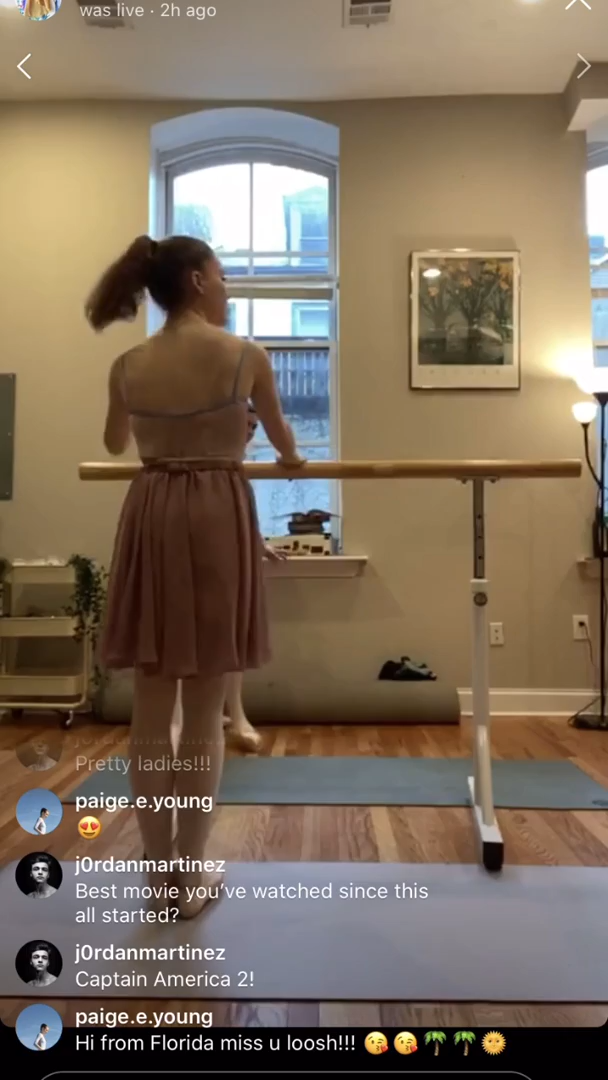 was live · 2h ago
Pretty ladies!!!
paige.e.young
😍
j0rdanmartinez
Best movie you've watched since this
all started?
j0rdanmartinez
Captain America 2!
paige.e.young
Hi from Florida miss u loosh!!! 😘 😘 🌴 🌴 🌞